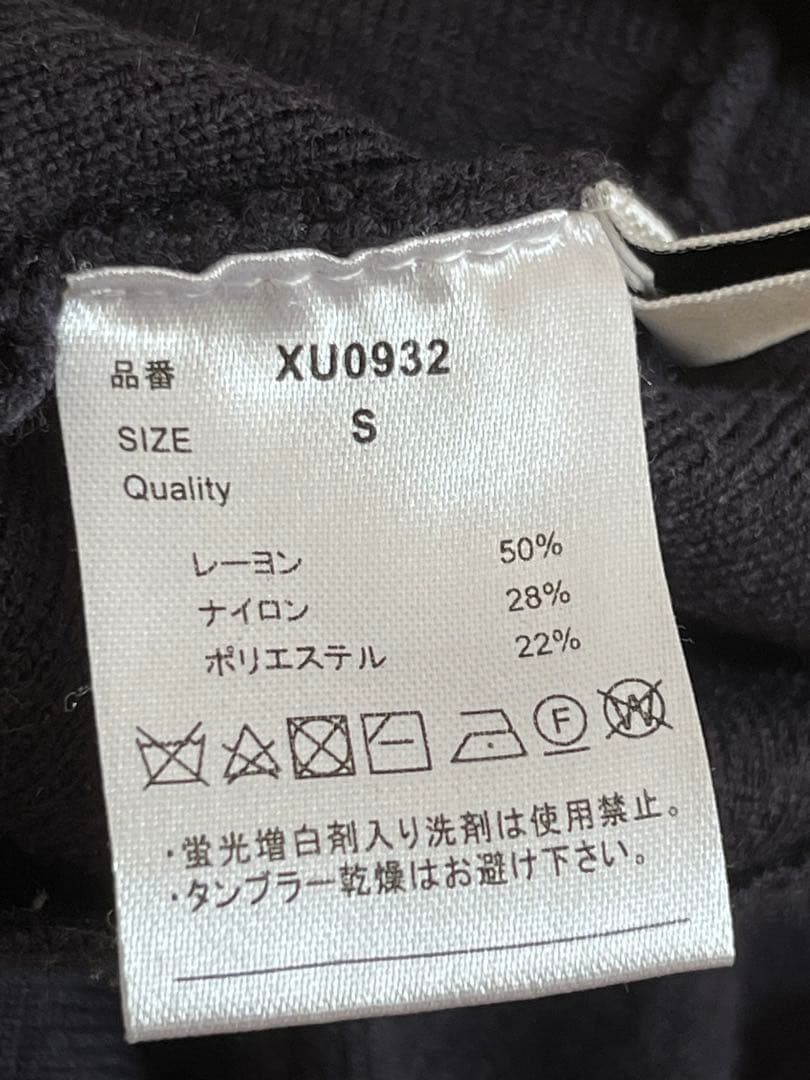 品番 XU0932
SIZE S
Quality
レーヨン 50%
ナイロン 28%
ポリエステル 22%
F W
・蛍光増白剤入り洗剤は使用禁止。
・タンブラー乾燥はお避け下さい。